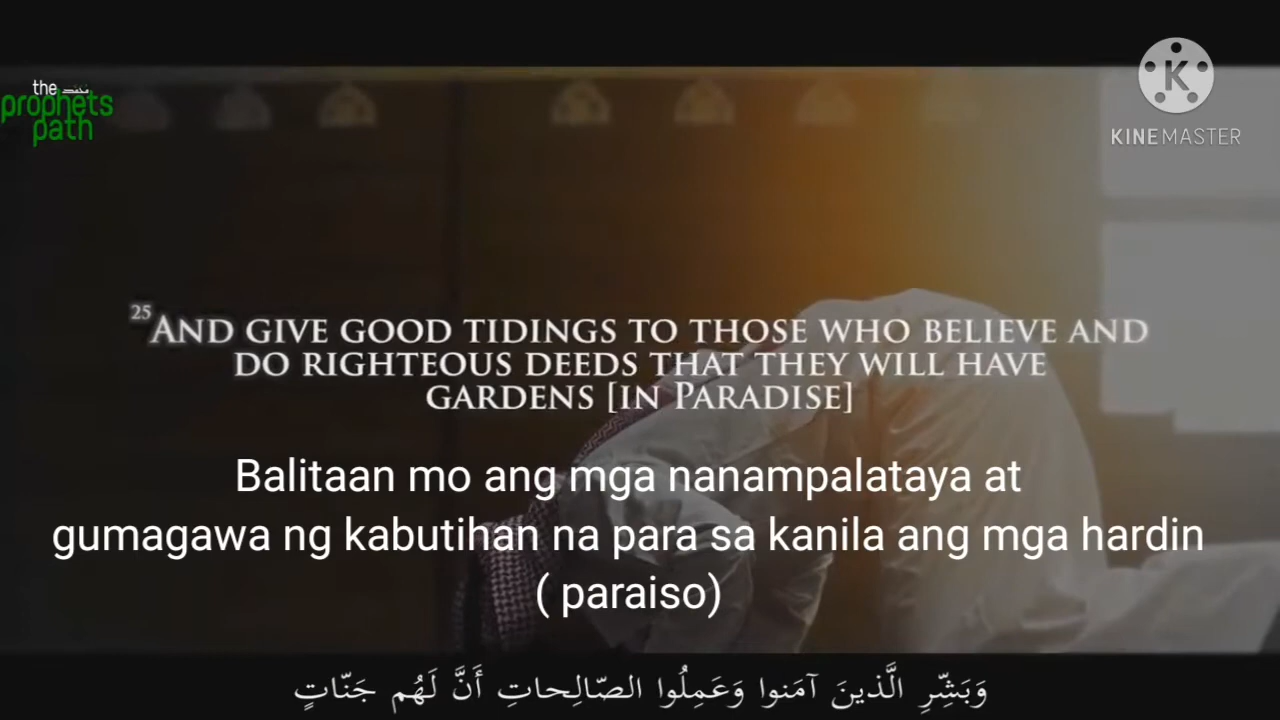 the محمد
prophets
path
KINEMASTER
25AND GIVE GOOD TIDINGS TO THOSE WHO BELIEVE AND
DO RIGHTEOUS DEEDS THAT THEY WILL HAVE
GARDENS [IN PARADISE]
Balitaan mo ang mga nanampalataya at
gumagawa ng kabutihan na para sa kanila ang mga hardin
( paraiso)
وَبَشِّرِ الَّذينَ آمَنوا وَعَمِلُوا الصّالِحاتِ أَنَّ لَهُم جَنّاتٍ